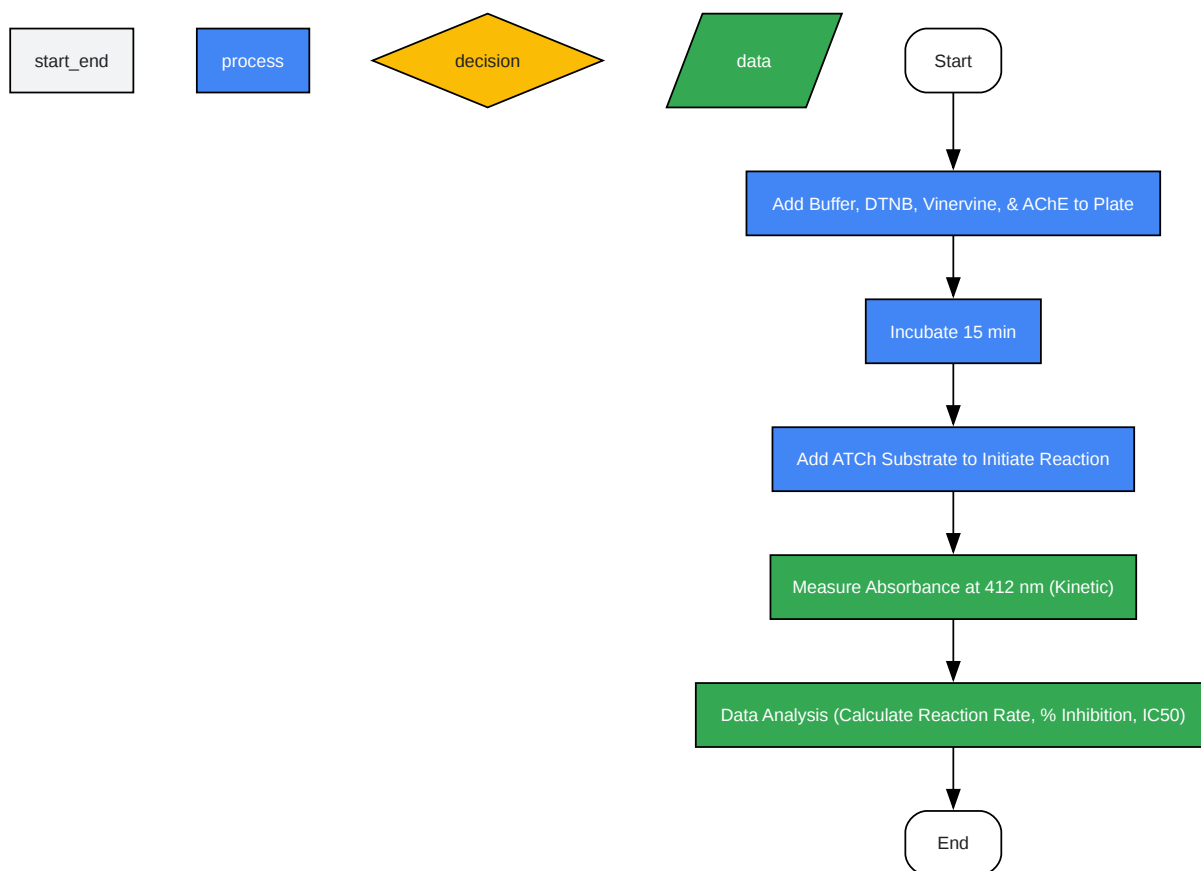 start_end
process
decision
data
Start
Add Buffer, DTNB, Vinervine, & AChE to Plate
Incubate 15 min
Add ATCh Substrate to Initiate Reaction
Measure Absorbance at 412 nm (Kinetic)
Data Analysis (Calculate Reaction Rate, % Inhibition, IC50)
End